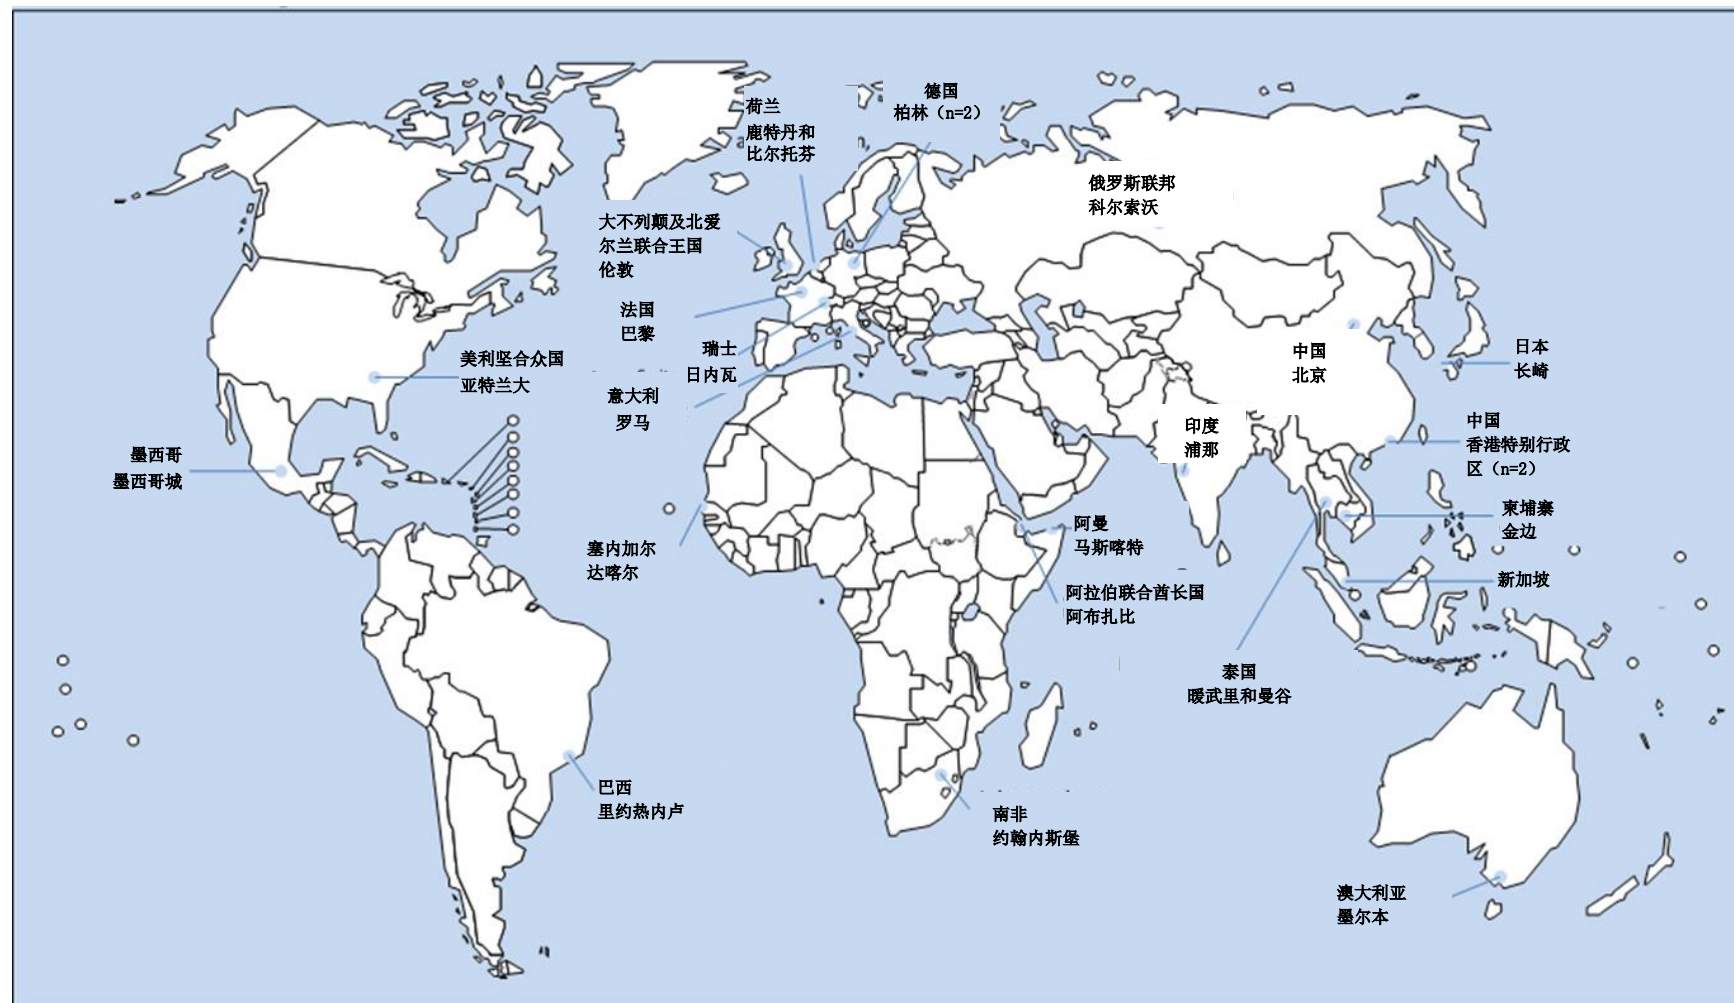 荷兰
鹿特丹和
比尔托芬
德国
柏林（n=2）
俄罗斯联邦
科尔索沃
大不列颠及北爱
尔兰联合王国
伦敦
法国
巴黎
瑞士
日内瓦
意大利
罗马
美利坚合众国
亚特兰大
墨西哥
墨西哥城
中国
北京
日本
长崎
印度
浦那
中国
香港特别行政
区（n=2）
柬埔寨
金边
新加坡
阿曼
马斯喀特
阿拉伯联合酋长国
阿布扎比
塞内加尔
达喀尔
泰国
暖武里和曼谷
巴西
里约热内卢
南非
约翰内斯堡
澳大利亚
墨尔本